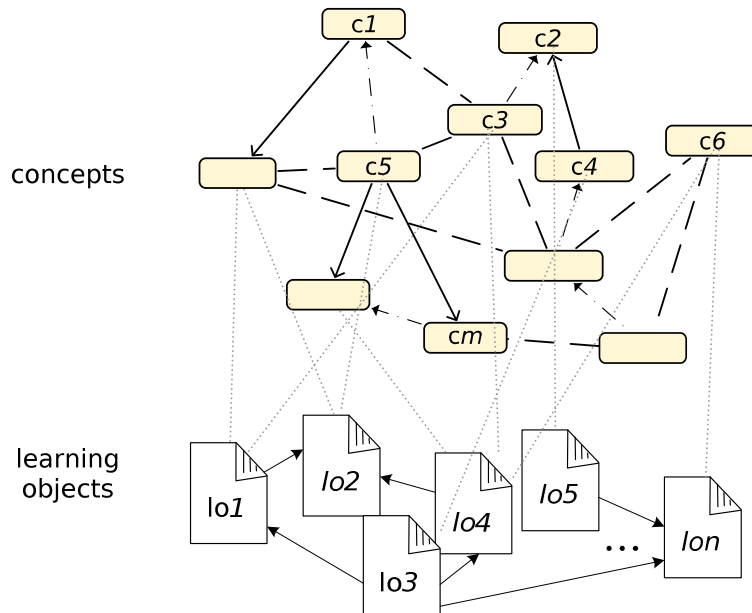 c1
c2
c3
c6
concepts
c5
c4
cm
learning
objects
lo1
lo2
lo4
lo5
lo3
...
lon